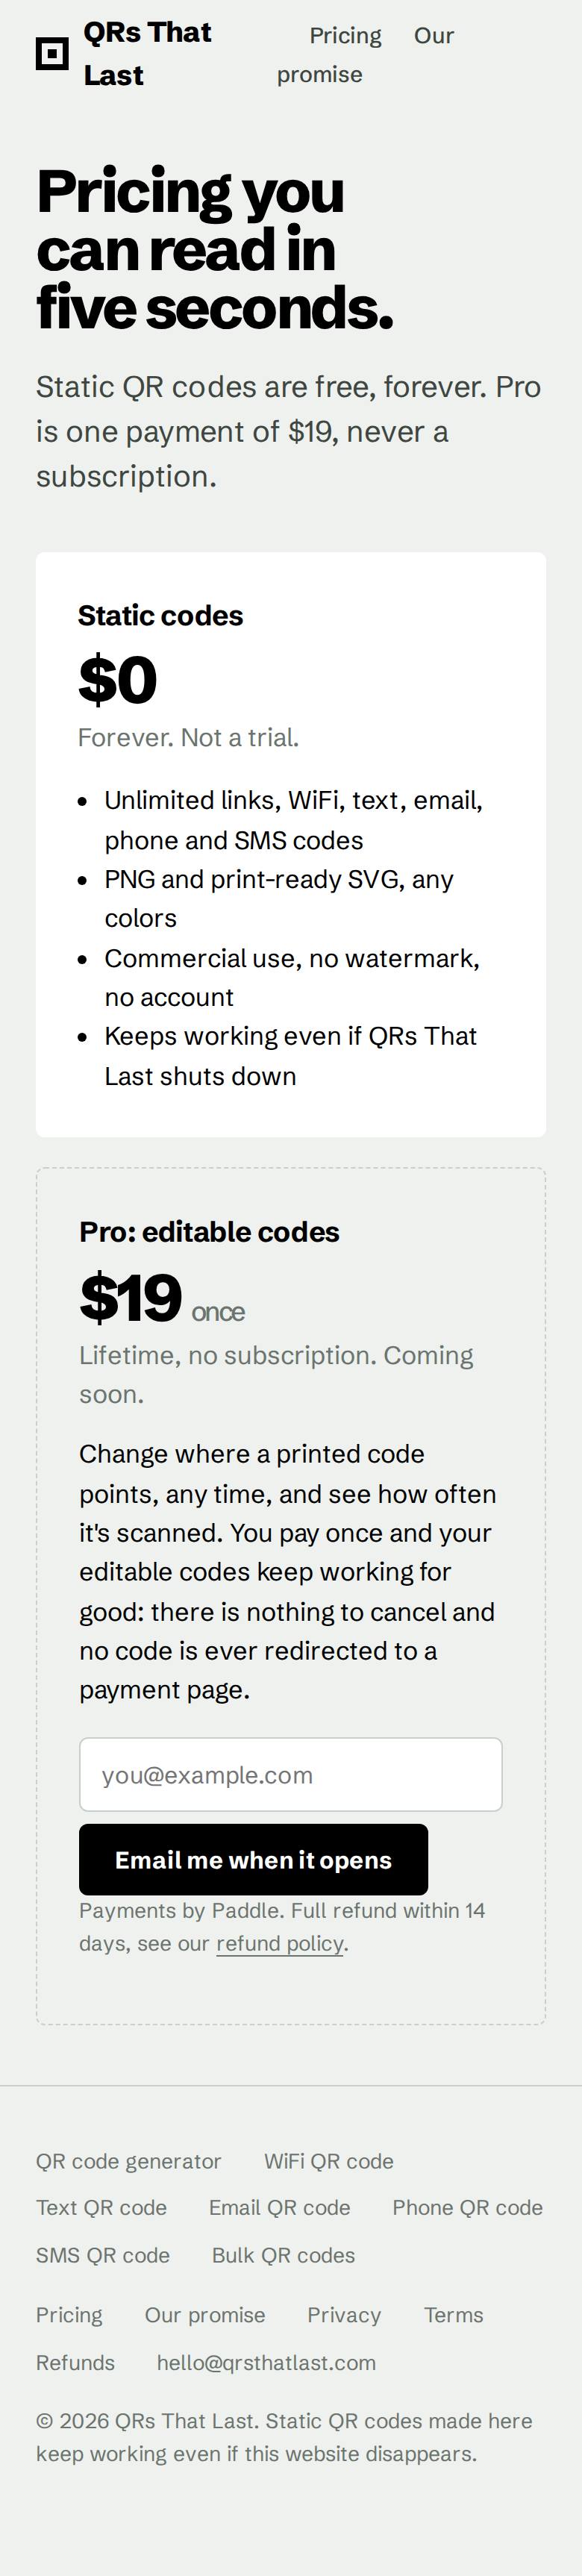 QRs That
Last
Pricing Our
promise
Pricing you
can read in
five seconds.
Static QR codes are free, forever. Pro
is one payment of $19, never a
subscription.
Static codes
$0
Forever. Not a trial.
• Unlimited links, WiFi, text, email,
phone and SMS codes
• PNG and print-ready SVG, any
colors
• Commercial use, no watermark,
no account
• Keeps working even if QRs That
Last shuts down
Pro: editable codes
$19 once
Lifetime, no subscription. Coming
soon.
Change where a printed code
points, any time, and see how often
it's scanned. You pay once and your
editable codes keep working for
good: there is nothing to cancel and
no code is ever redirected to a
payment page.
you@example.com
Email me when it opens
Payments by Paddle. Full refund within 14
days, see our refund policy.
QR code generator WiFi QR code
Text QR code Email QR code Phone QR code
SMS QR code Bulk QR codes
Pricing Our promise Privacy Terms
Refunds hello@qrsthatlast.com
© 2026 QRs That Last. Static QR codes made here
keep working even if this website disappears.